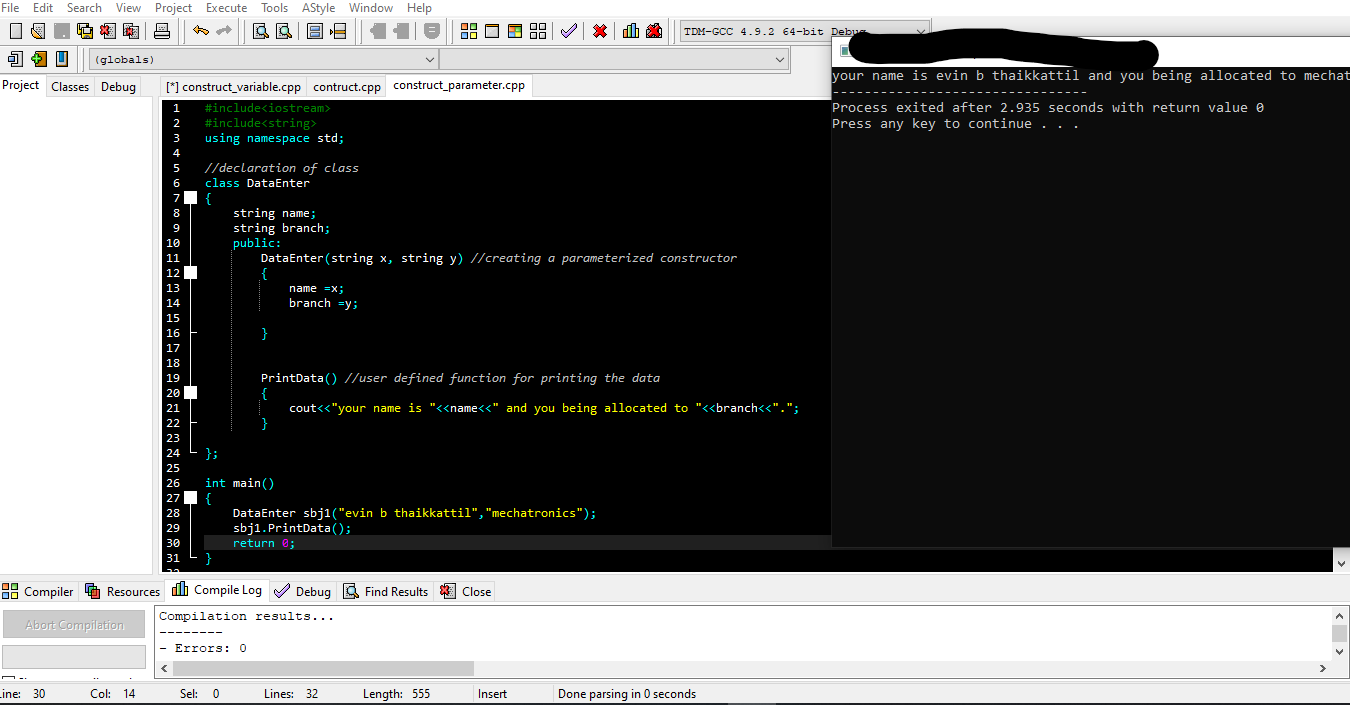 File Edit Search View Project Execute Tools AStyle Window Help
TDM-GCC 4.9.2 64-bit Debug
(globals)
Project Classes Debug
[*] construct_variable.cpp contruct.cpp construct_parameter.cpp
1 #include<iostream>
2 #include<string>
3 using namespace std;
4
5 //declaration of class
6 class DataEnter
7 {
8 string name;
9 string branch;
10 public:
11 DataEnter(string x, string y) //creating a parameterized constructor
12 {
13 name =x;
14 branch =y;
15
16 }
17
18
19 PrintData() //user defined function for printing the data
20 {
21 cout<<"your name is "<<name<<" and you being allocated to "<<branch<<".";
22 }
23
24 };
25
26 int main()
27 {
28 DataEnter sbj1("evin b thaikkattil","mechatronics");
29 sbj1.PrintData();
30 return 0;
31 }
your name is evin b thaikkattil and you being allocated to mechat
--------------------------------
Process exited after 2.935 seconds with return value 0
Press any key to continue . . .
Compiler Resources Compile Log Debug Find Results Close
Abort Compilation
Compilation results...
--------
- Errors: 0
Line: 30 Col: 14 Sel: 0 Lines: 32 Length: 555 Insert Done parsing in 0 seconds